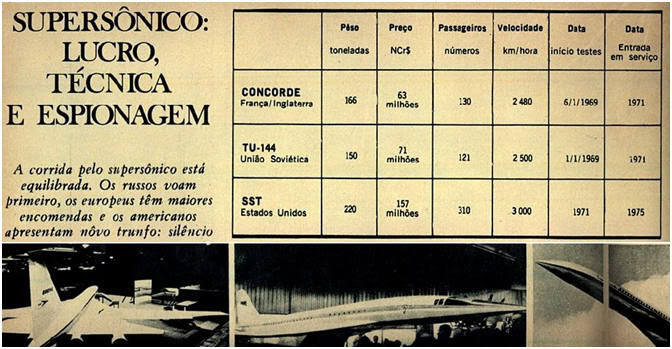 SUPERSÔNICO:
LUCRO,
TÉCNICA
E ESPIONAGEM
A corrida pelo supersônico está
equilibrada. Os russos voam
primeiro, os europeus têm maiores
encomendas e os americanos
apresentam nôvo trunfo: silêncio
Pêso Preço Passageiros Velocidade Data Data
toneladas NCr$ números km/hora início testes Entrada
em serviço
CONCORDE
França/Inglaterra 166 63 milhões 130 2 480 6/1/1969 1971
TU-144
União Soviética 150 71 milhões 121 2 500 1/1/1969 1971
SST
Estados Unidos 220 157 milhões 310 3 000 1971 1975